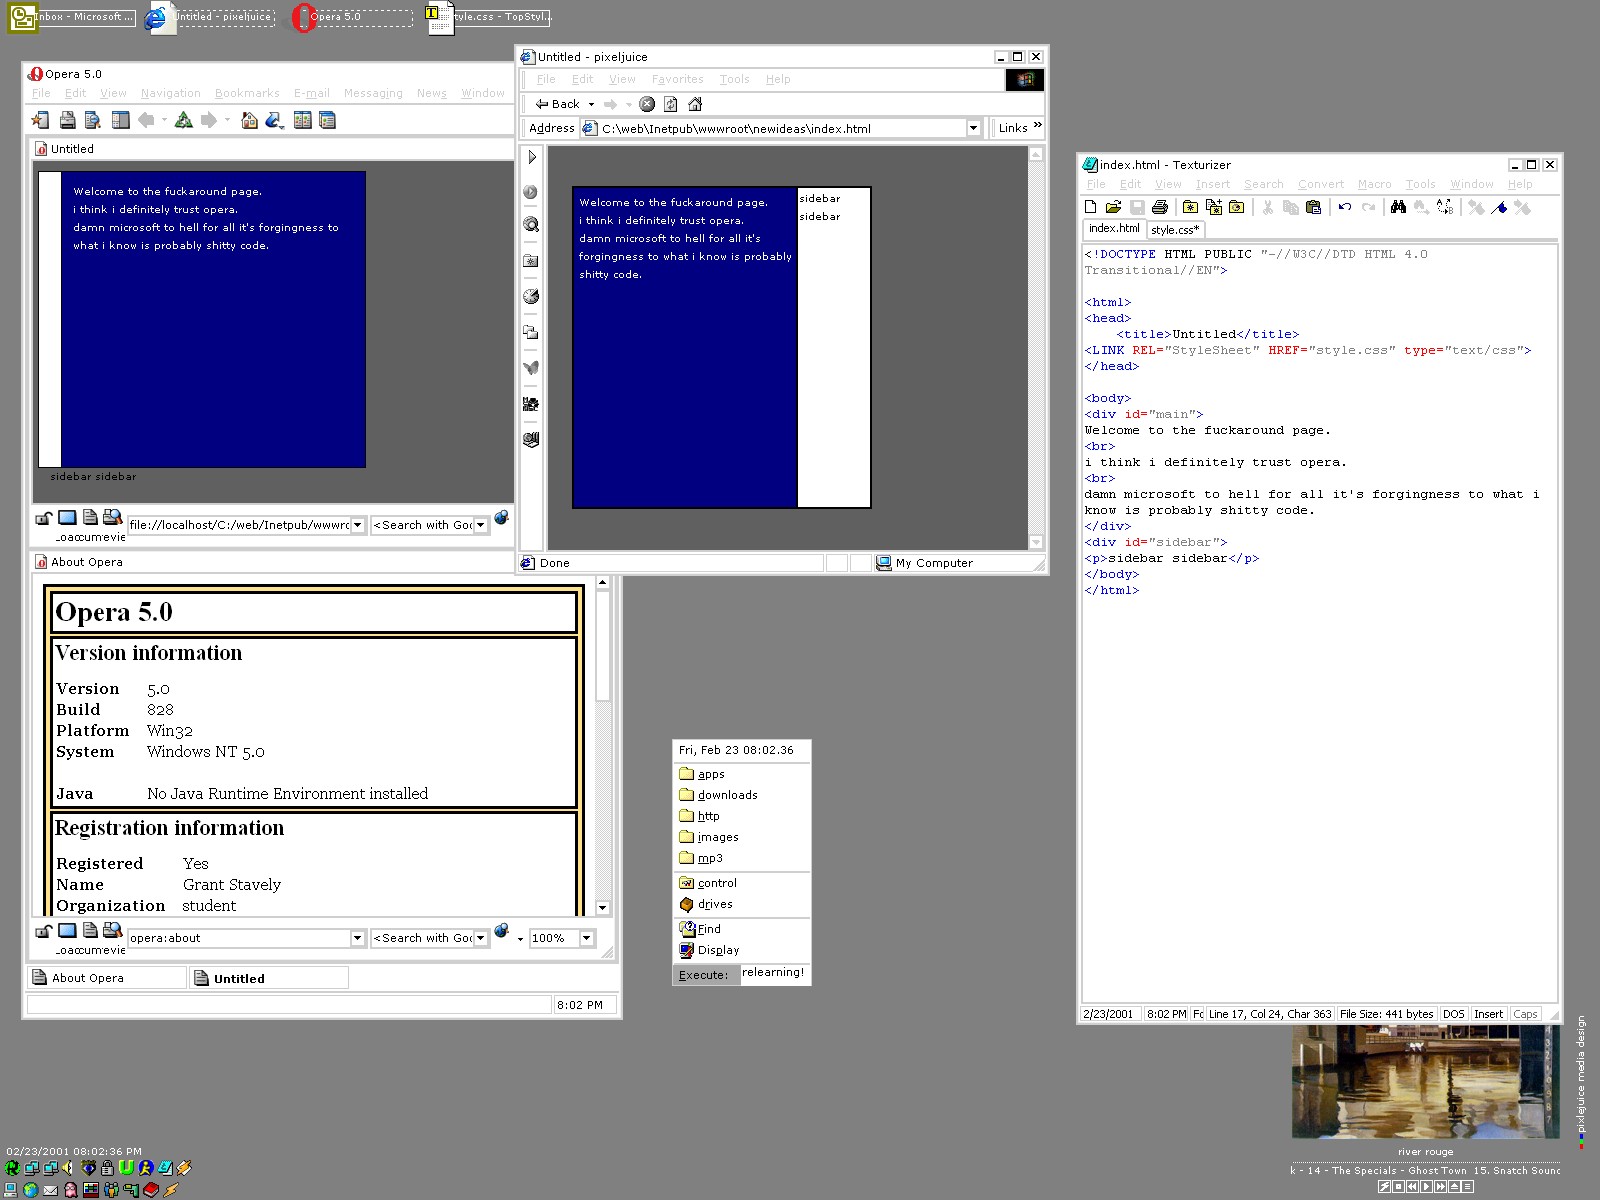 Inbox - Microsoft ...
Untitled - pixeljuice
Opera 5.0
style.css - TopStyl...
Opera 5.0
File Edit View Navigation Bookmarks E-mail Messaging News Window
Untitled
Welcome to the fuckaround page.
i think i definitely trust opera.
damn microsoft to hell for all it's forgingness to
what i know is probably shitty code.
sidebar sidebar
file://localhost/C:/web/Inetpub/wwwrc
<Search with Goc
About Opera
Opera 5.0
Version information
Version 5.0
Build 828
Platform Win32
System Windows NT 5.0
Java No Java Runtime Environment installed
Registration information
Registered Yes
Name Grant Stavely
Organization student
opera:about
<Search with Goc
100%
About Opera
Untitled
8:02 PM
Untitled - pixeljuice
File Edit View Favorites Tools Help
Back
Address C:\web\Inetpub\wwwroot\newideas\index.html
Links »
Welcome to the fuckaround page.
i think i definitely trust opera.
damn microsoft to hell for all it's
forgingness to what i know is probably
shitty code.
sidebar
sidebar
Done
My Computer
Fri, Feb 23 08:02.36
apps
downloads
http
images
mp3
control
drives
Find
Display
Execute: relearning!
index.html - Texturizer
File Edit View Insert Search Convert Macro Tools Window Help
index.html style.css*
<!DOCTYPE HTML PUBLIC "-//W3C//DTD HTML 4.0
Transitional//EN">
<html>
<head>
<title>Untitled</title>
<LINK REL="StyleSheet" HREF="style.css" type="text/css">
</head>
<body>
<div id="main">
Welcome to the fuckaround page.
<br>
i think i definitely trust opera.
<br>
damn microsoft to hell for all it's forgingness to what i
know is probably shitty code.
</div>
<div id="sidebar">
<p>sidebar sidebar</p>
</body>
</html>
2/23/2001 8:02 PM Fc Line 17, Col 24, Char 363 File Size: 441 bytes DOS Insert Caps
pixlejuice media design
river rouge
k - 14 - The Specials - Ghost Town 15. Snatch Sounc
02/23/2001 08:02:36 PM